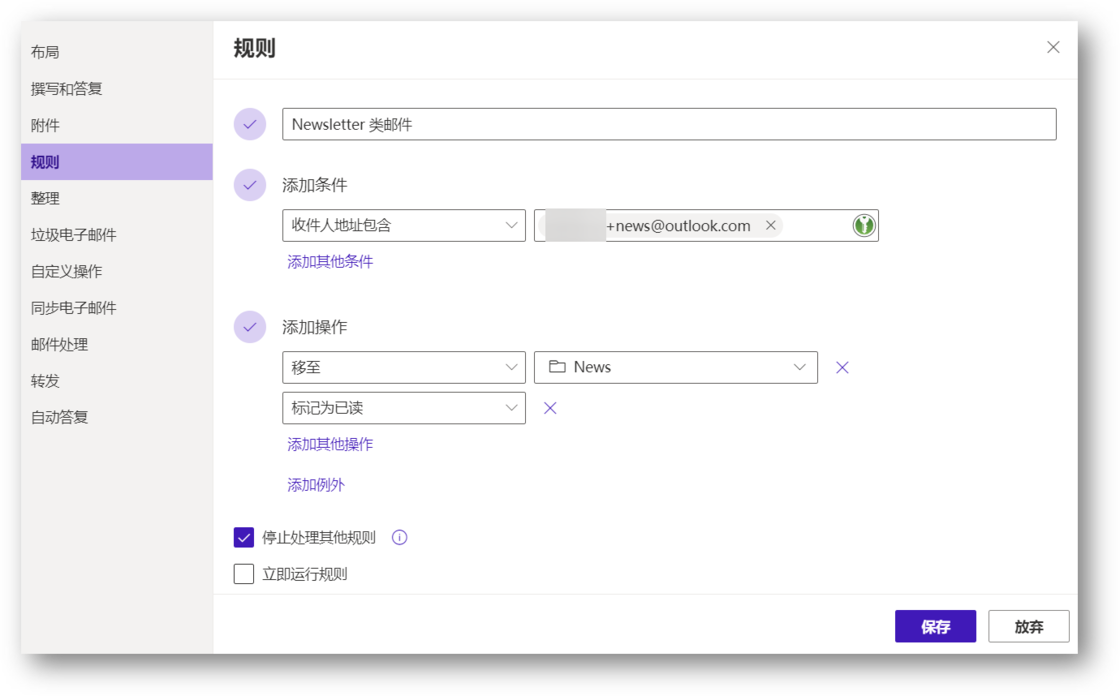 布局
撰写和答复
附件
规则
整理
垃圾电子邮件
自定义操作
同步电子邮件
邮件处理
转发
自动答复
规则
Newsletter 类邮件
添加条件
收件人地址包含
+news@outlook.com
添加其他条件
添加操作
移至
News
标记为已读
添加其他操作
添加例外
停止处理其他规则
立即运行规则
保存
放弃